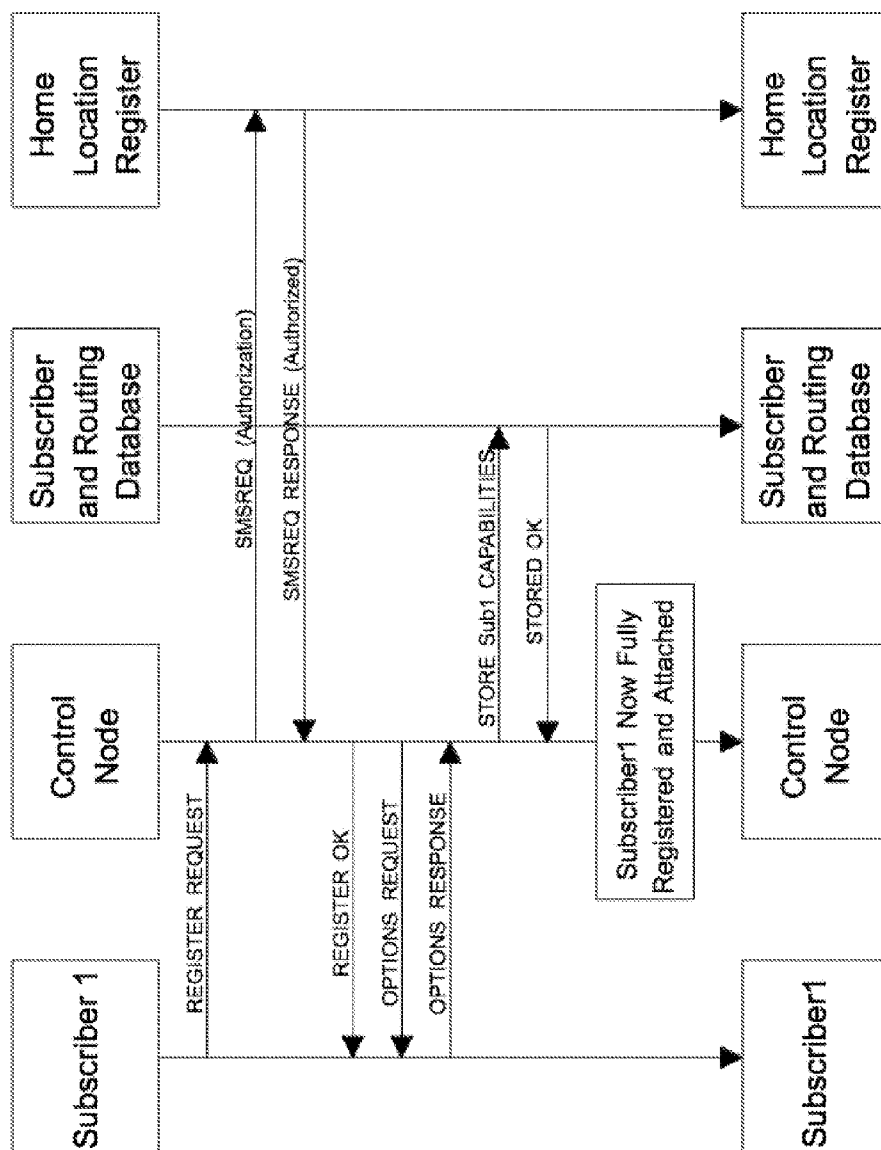 Subscriber 1
Control
Node
Subscriber
and Routing
Database
Home
Location
Register
REGISTER REQUEST
SMSREQ (Authorization)
SMSREQ RESPONSE (Authorized)
REGISTER OK
OPTIONS REQUEST
OPTIONS RESPONSE
STORE Sub1 CAPABILITIES
STORED OK
Subscriber1 Now Fully
Registered and Attached
Subscriber1
Control
Node
Subscriber
and Routing
Database
Home
Location
Register